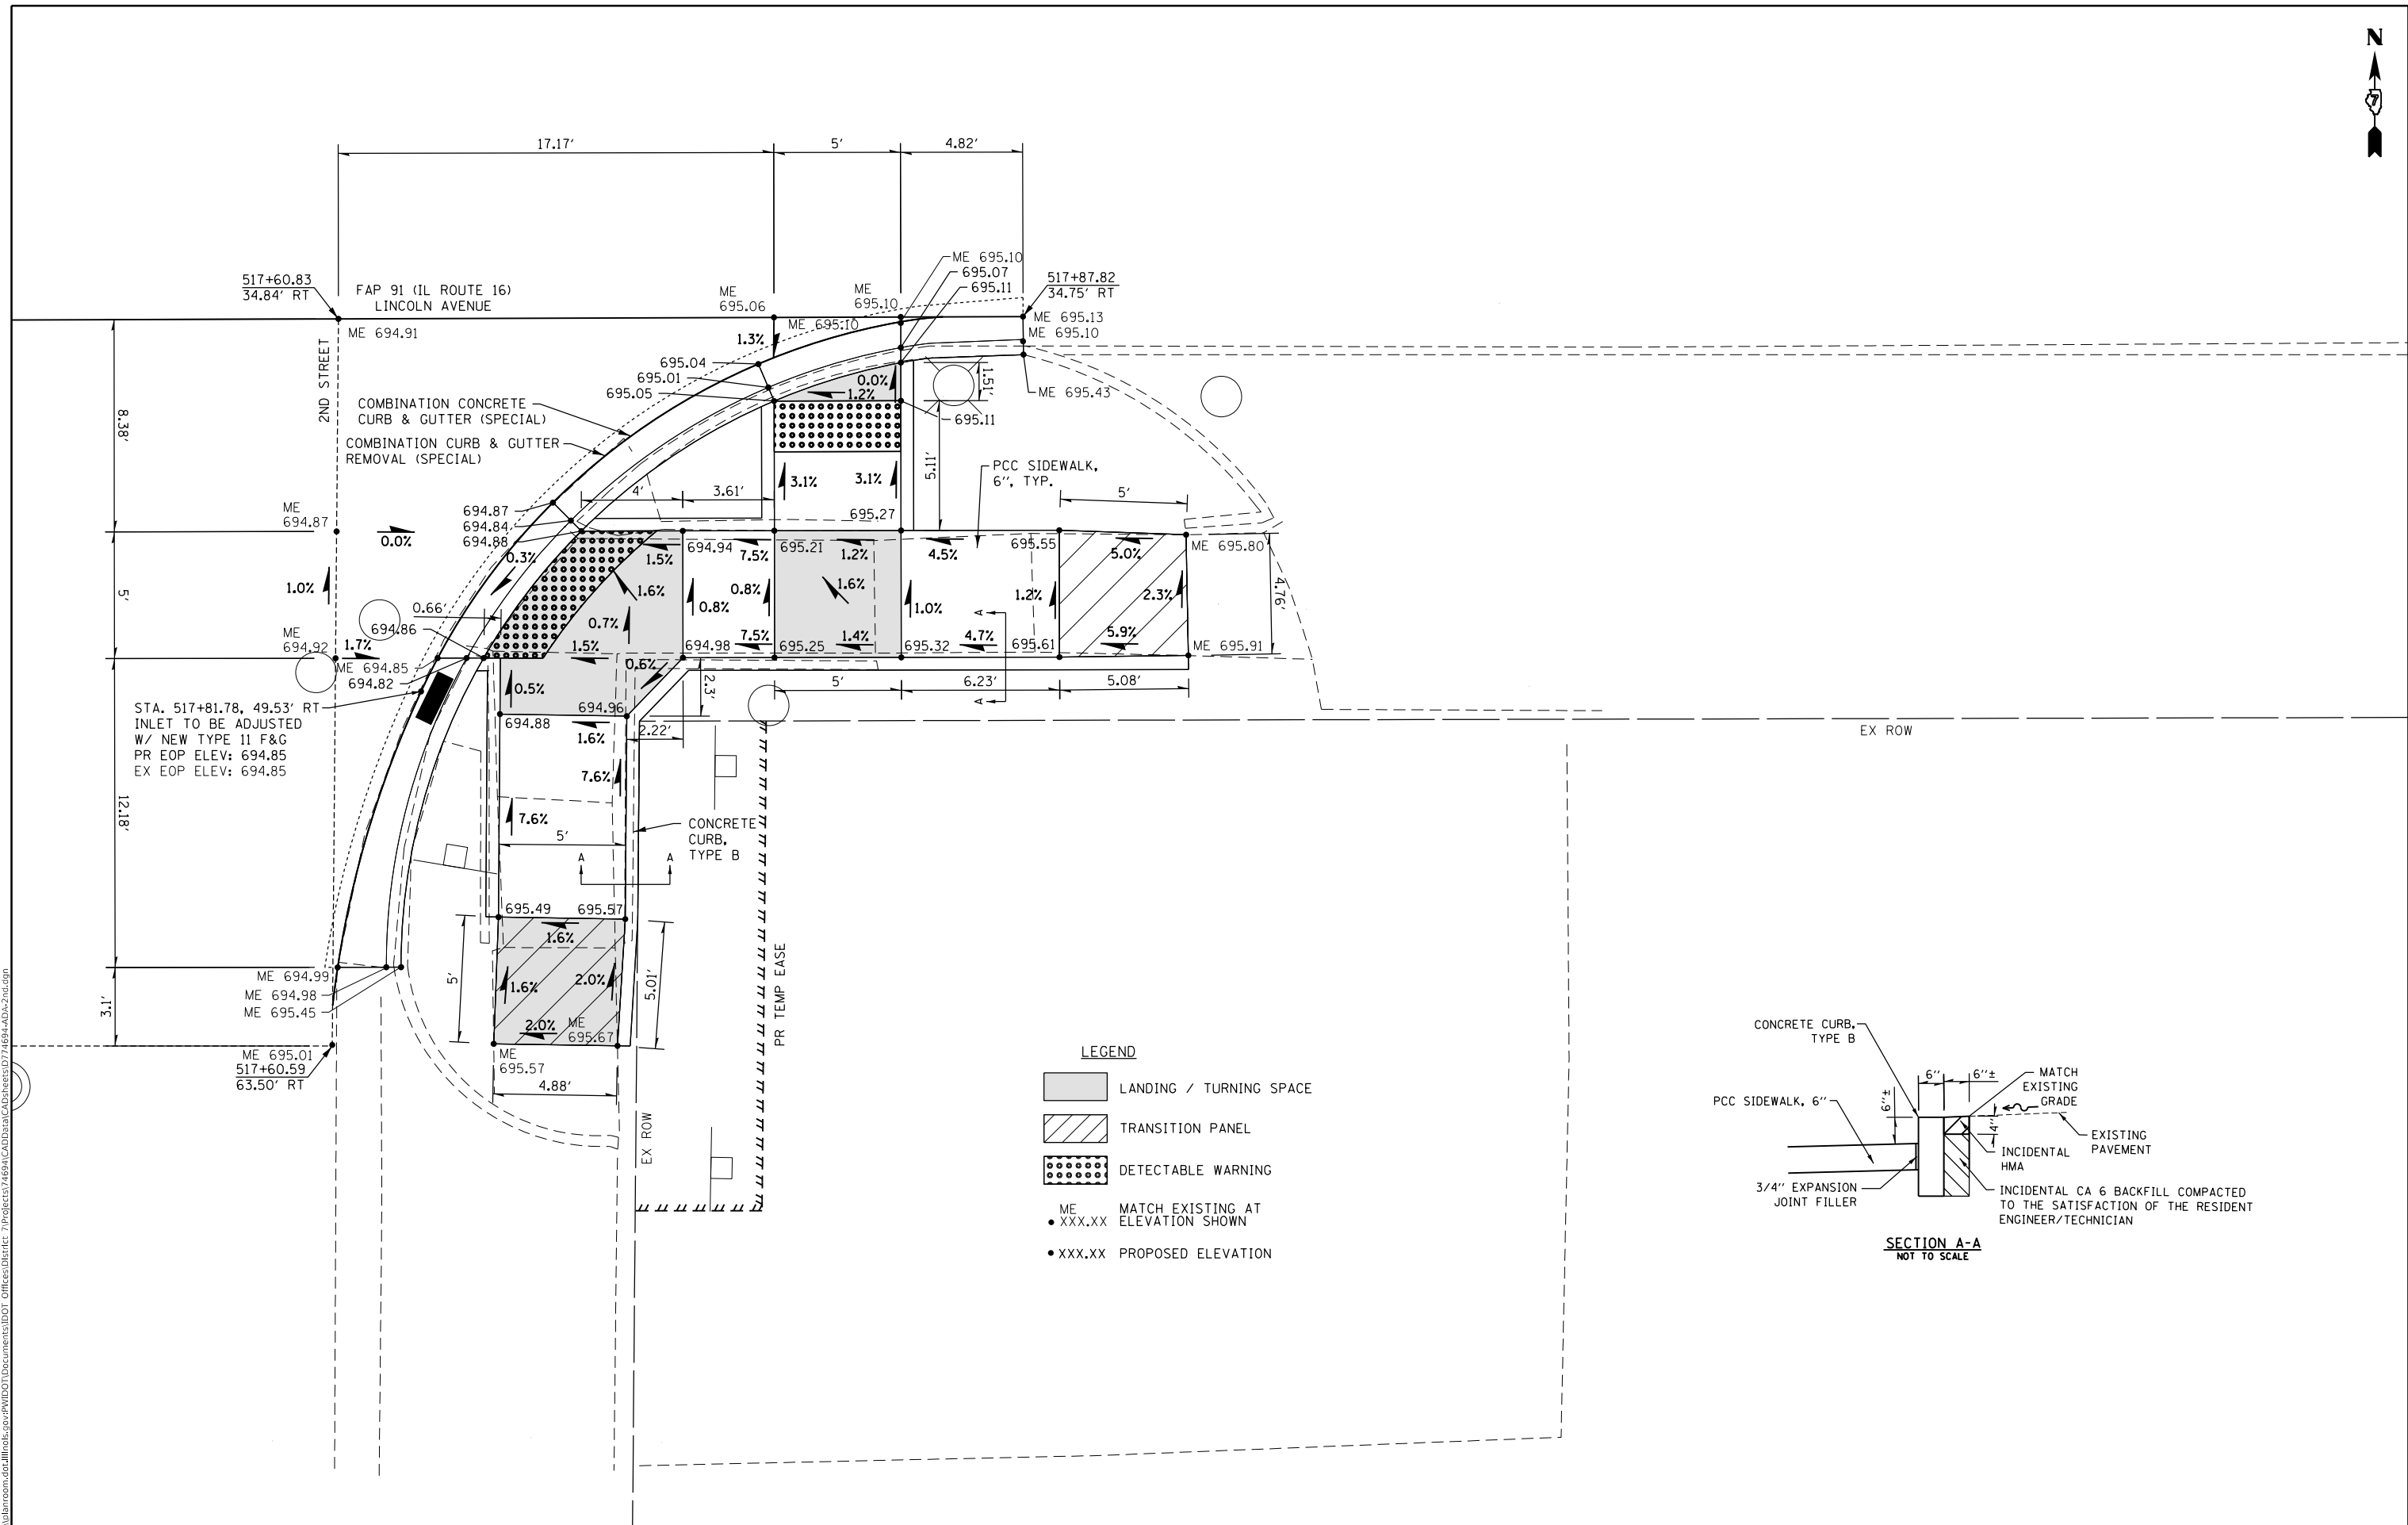 N
7
17.17′
5′
4.82′
517+60.83
34.84′ RT
FAP 91 (IL ROUTE 16)
LINCOLN AVENUE
ME
695.06
ME
695.10
ME 695.10
695.07
695.11
517+87.82
34.75′ RT
ME 694.91
ME 695.10
ME 695.13
ME 695.10
1.3%
2ND STREET
695.04
695.01
695.05
0.0%
1.2%
1.51′
ME 695.43
695.11
8.38′
COMBINATION CONCRETE
CURB & GUTTER (SPECIAL)
COMBINATION CURB & GUTTER
REMOVAL (SPECIAL)
5.11′
PCC SIDEWALK,
6″, TYP.
3.1%
3.1%
4′
3.61′
5′
ME
694.87
694.87
694.84
694.88
695.27
0.0%
0.3%
1.5%
694.94
7.5%
695.21
1.2%
4.5%
695.55
5.0%
ME 695.80
5′
1.0%
0.66′
1.6%
0.8%
0.8%
1.6%
1.0%
A
1.2%
2.3%
4.76′
ME
694.92
1.7%
694.86
0.7%
1.5%
694.98
7.5%
695.25
1.4%
695.32
4.7%
695.61
5.9%
ME 695.91
ME 694.85
694.82
0.6%
0.5%
2.3′
5′
6.23′
5.08′
A
STA. 517+81.78, 49.53′ RT
INLET TO BE ADJUSTED
W/ NEW TYPE 11 F&G
PR EOP ELEV: 694.85
EX EOP ELEV: 694.85
694.96
694.88
1.6%
2.22′
EX ROW
7.6%
12.18′
7.6%
5′
CONCRETE
CURB,
TYPE B
A
A
695.49
695.57
1.6%
ME 694.99
ME 694.98
ME 695.45
3.1′
5′
1.6%
2.0%
5.01′
PR TEMP EASE
2.0%
ME
695.67
ME 695.01
517+60.59
63.50′ RT
ME
695.57
4.88′
EX ROW
LEGEND
LANDING / TURNING SPACE
TRANSITION PANEL
DETECTABLE WARNING
ME
XXX.XX
MATCH EXISTING AT
ELEVATION SHOWN
XXX.XX PROPOSED ELEVATION
CONCRETE CURB,
TYPE B
6″
6″±
MATCH
EXISTING
GRADE
PCC SIDEWALK, 6″
6″±
4″
EXISTING
PAVEMENT
INCIDENTAL
HMA
3/4″ EXPANSION
JOINT FILLER
INCIDENTAL CA 6 BACKFILL COMPACTED
TO THE SATISFACTION OF THE RESIDENT
ENGINEER/TECHNICIAN
SECTION A-A
NOT TO SCALE